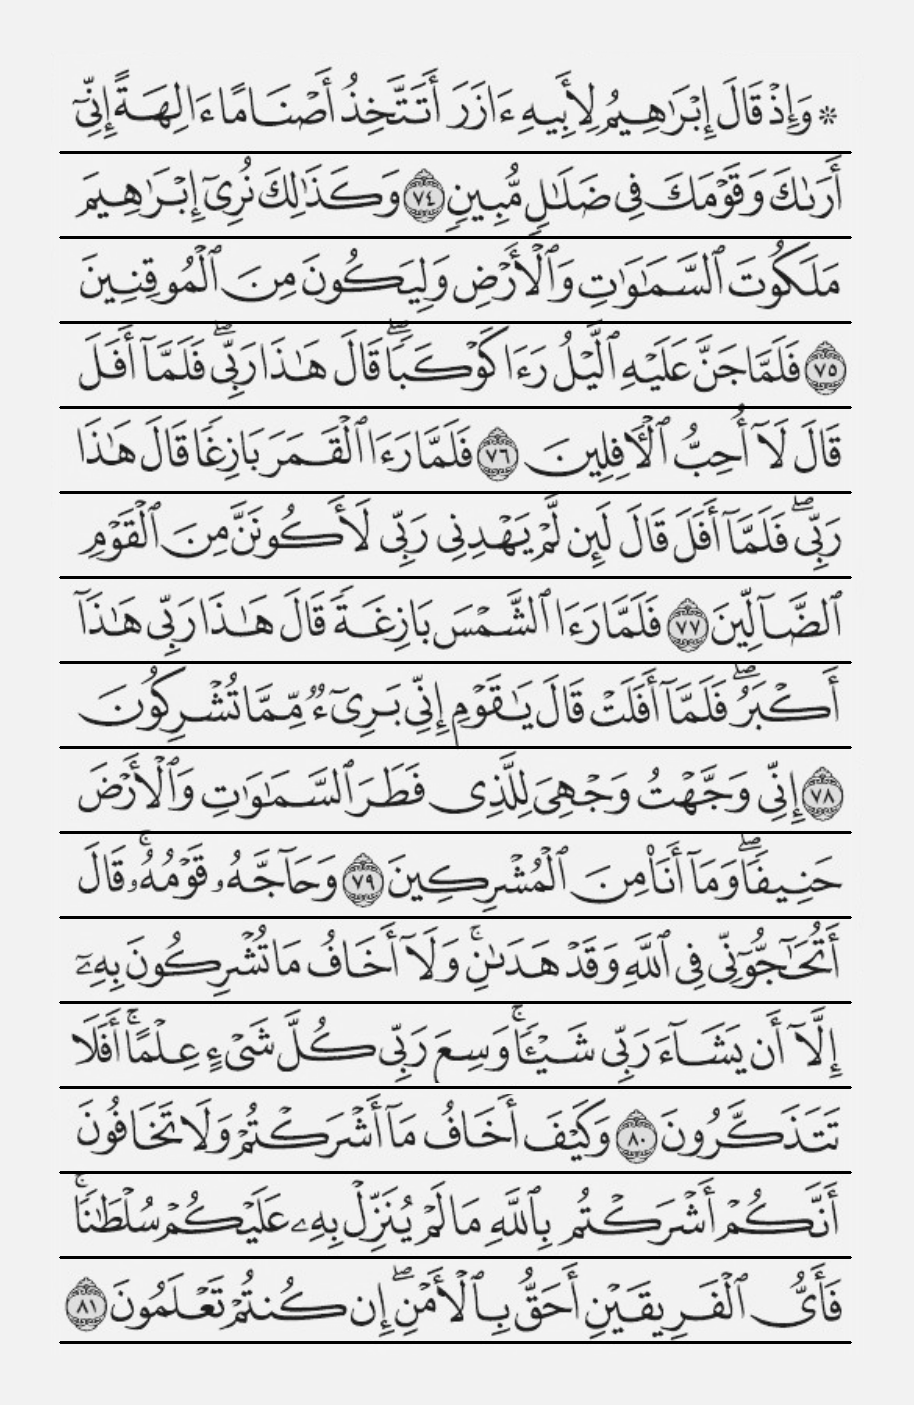 ۞ وَإِذْ قَالَ إِبْرَٰهِيمُ لِأَبِيهِ ءَازَرَ أَتَتَّخِذُ أَصْنَامًا ءَالِهَةً إِنِّىٓ
أَرَىٰكَ وَقَوْمَكَ فِى ضَلَٰلٍ مُّبِينٍ ٧٤ وَكَذَٰلِكَ نُرِىٓ إِبْرَٰهِيمَ
مَلَكُوتَ ٱلسَّمَٰوَٰتِ وَٱلْأَرْضِ وَلِيَكُونَ مِنَ ٱلْمُوقِنِينَ
٧٥ فَلَمَّا جَنَّ عَلَيْهِ ٱلَّيْلُ رَءَا كَوْكَبًاۖ قَالَ هَٰذَا رَبِّىۖ فَلَمَّآ أَفَلَ
قَالَ لَآ أُحِبُّ ٱلْأٓفِلِينَ ٧٦ فَلَمَّا رَءَا ٱلْقَمَرَ بَازِغًا قَالَ هَٰذَا
رَبِّىۖ فَلَمَّآ أَفَلَ قَالَ لَئِن لَّمْ يَهْدِنِى رَبِّى لَأَكُونَنَّ مِنَ ٱلْقَوْمِ
ٱلضَّآلِّينَ ٧٧ فَلَمَّا رَءَا ٱلشَّمْسَ بَازِغَةً قَالَ هَٰذَا رَبِّى هَٰذَآ
أَكْبَرُۖ فَلَمَّآ أَفَلَتْ قَالَ يَٰقَوْمِ إِنِّى بَرِىٓءٌ مِّمَّا تُشْرِكُونَ
٧٨ إِنِّى وَجَّهْتُ وَجْهِىَ لِلَّذِى فَطَرَ ٱلسَّمَٰوَٰتِ وَٱلْأَرْضَ
حَنِيفًاۖ وَمَآ أَنَا۠ مِنَ ٱلْمُشْرِكِينَ ٧٩ وَحَآجَّهُۥ قَوْمُهُۥۚ قَالَ
أَتُحَٰٓجُّوٓنِّى فِى ٱللَّهِ وَقَدْ هَدَىٰنِۚ وَلَآ أَخَافُ مَا تُشْرِكُونَ بِهِۦٓ
إِلَّآ أَن يَشَآءَ رَبِّى شَيْـًٔاۚ وَسِعَ رَبِّى كُلَّ شَىْءٍ عِلْمًاۚ أَفَلَا
تَتَذَكَّرُونَ ٨٠ وَكَيْفَ أَخَافُ مَآ أَشْرَكْتُمْ وَلَا تَخَافُونَ
أَنَّكُمْ أَشْرَكْتُم بِٱللَّهِ مَا لَمْ يُنَزِّلْ بِهِۦ عَلَيْكُمْ سُلْطَٰنًاۚ
فَأَىُّ ٱلْفَرِيقَيْنِ أَحَقُّ بِٱلْأَمْنِۖ إِن كُنتُمْ تَعْلَمُونَ ٨١